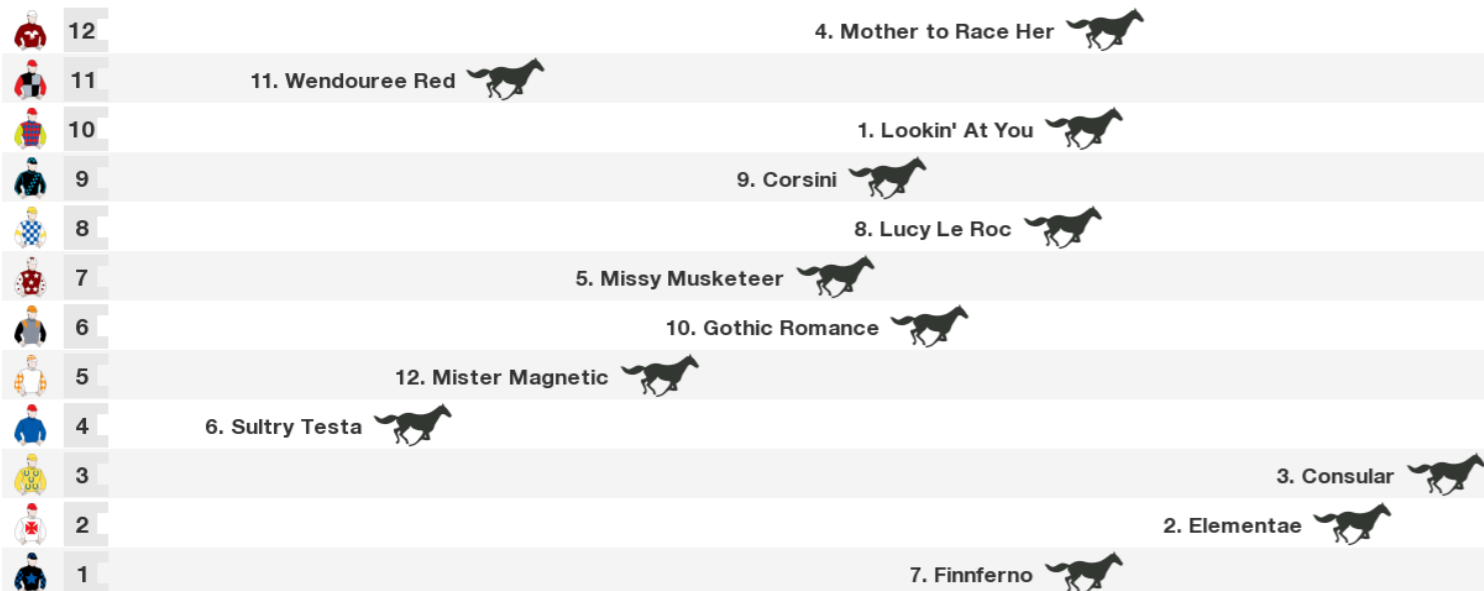 12 4. Mother to Race Her
11 11. Wendouree Red
10 1. Lookin' At You
9 9. Corsini
8 8. Lucy Le Roc
7 5. Missy Musketeer
6 10. Gothic Romance
5 12. Mister Magnetic
4 6. Sultry Testa
3 3. Consular
2 2. Elementae
1 7. Finnferno